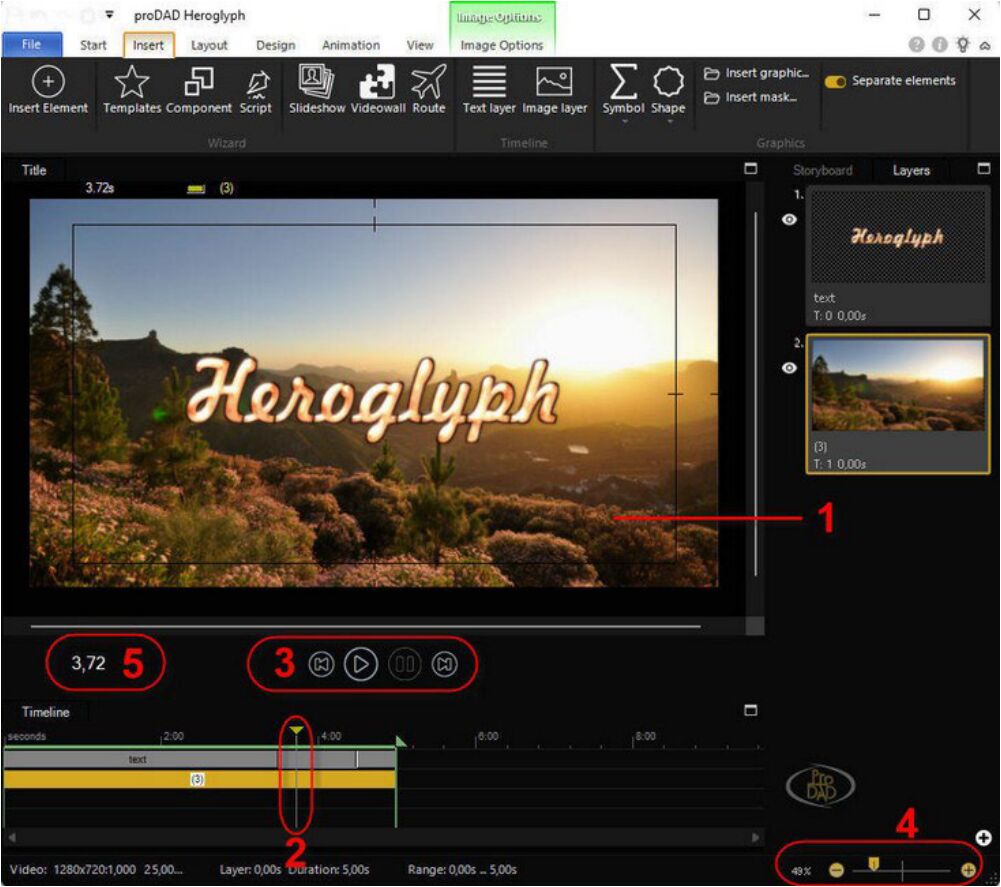 proDAD Heroglyph
Image Options
File Start Insert Layout Design Animation View Image Options
Insert Element Templates Component Script Slideshow Videowall Route Text layer Image layer Symbol Shape
Insert graphic...
Insert mask...
Separate elements
Wizard Timeline Graphics
Title
Storyboard Layers
3.72s (3)
1.
Heroglyph
text
T: 0 0,00s
2.
(3)
T: 1 0,00s
Heroglyph
1
3,72 5
3
Timeline
seconds 2:00 4:00 6:00 8:00
text
(3)
ProDAD
2
4
Video: 1280x720:1,000 25,00... Layer: 0,00s Duration: 5,00s Range: 0,00s ... 5,00s
49%